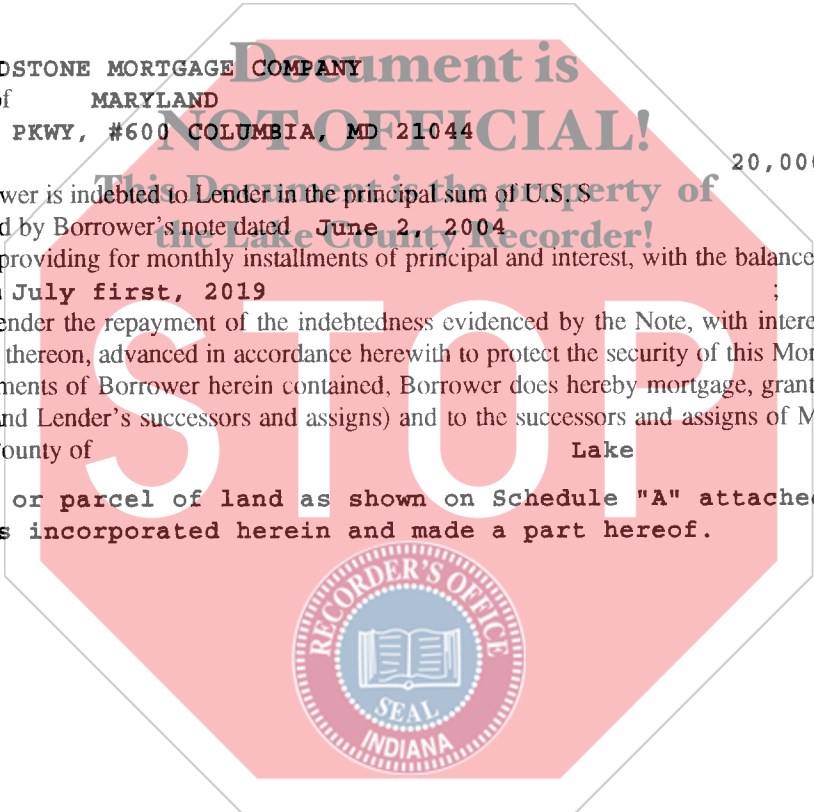 Document is
NOT OFFICIAL!
This Document is the property of
the Lake County Recorder!
DSTONE MORTGAGE COMPANY
of MARYLAND
PKWY, #600 COLUMBIA, MD 21044
20,000
wer is indebted to Lender in the principal sum of U.S. $
d by Borrower's note dated June 2, 2004
providing for monthly installments of principal and interest, with the balance
July first, 2019 ;
ender the repayment of the indebtedness evidenced by the Note, with intere
thereon, advanced in accordance herewith to protect the security of this Mor
ments of Borrower herein contained, Borrower does hereby mortgage, grant
and Lender's successors and assigns) and to the successors and assigns of M
County of Lake
or parcel of land as shown on Schedule "A" attache
s incorporated herein and made a part hereof.
STOP
RECORDER'S OFFICE
SEAL
INDIANA